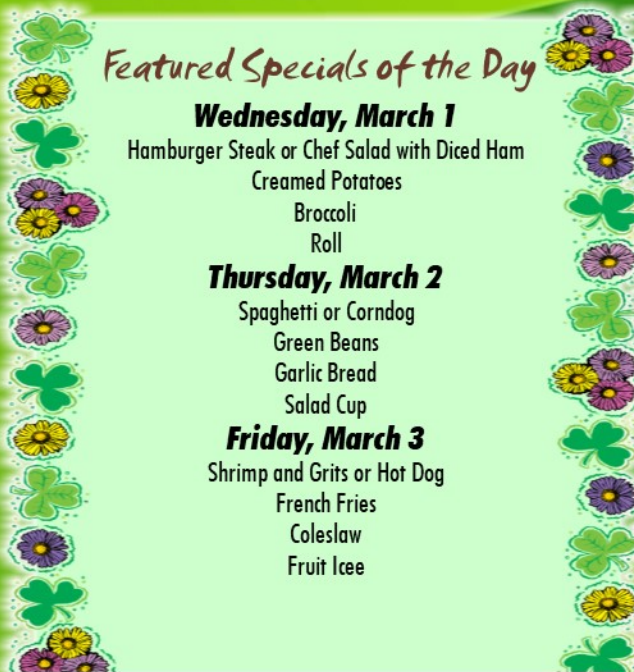 Featured Specials of the Day
Wednesday, March 1
Hamburger Steak or Chef Salad with Diced Ham
Creamed Potatoes
Broccoli
Roll
Thursday, March 2
Spaghetti or Corndog
Green Beans
Garlic Bread
Salad Cup
Friday, March 3
Shrimp and Grits or Hot Dog
French Fries
Coleslaw
Fruit Icee